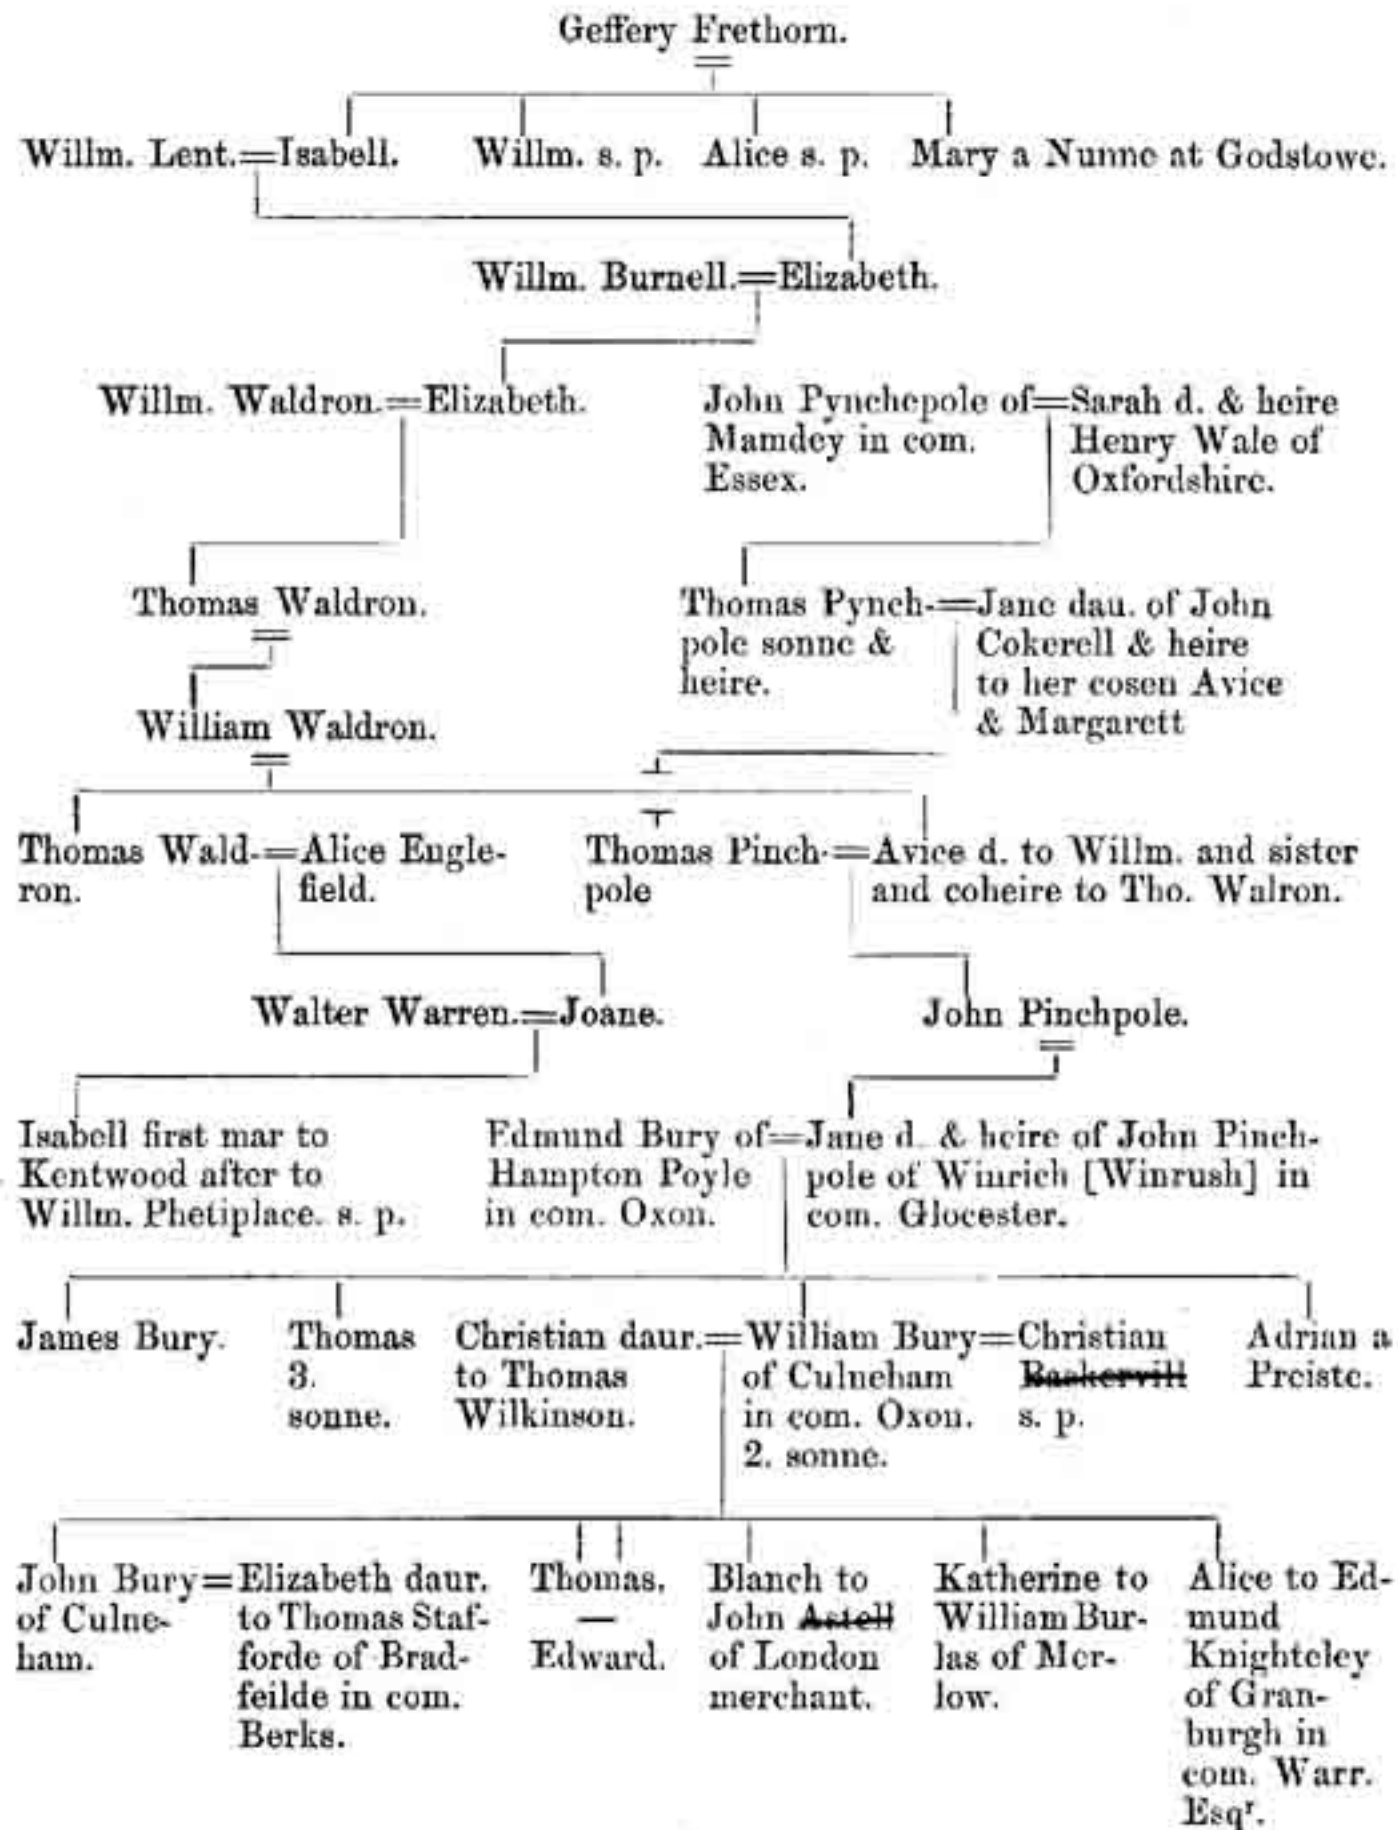 Geffery Frethorn.
Willm. Lent.=Isabell. Willm. s. p. Alice s. p. Mary a Nunne at Godstowe.
Willm. Burnell.=Elizabeth.
Willm. Waldron.=Elizabeth.
John Pynchepole of=Sarah d. & heire
Mamdey in com. Henry Wale of
Essex. Oxfordshire.
Thomas Waldron.
Thomas Pynch-=Jane dau. of John
pole sonne & Cokerell & heire
heire. to her cosen Avice
& Margarett
William Waldron.
Thomas Wald-=Alice Engle-
ron. field.
Thomas Pinch-=Avice d. to Willm. and sister
pole and coheire to Tho. Walron.
Walter Warren.=Joane.
John Pinchpole.
Isabell first mar to
Kentwood after to
Willm. Phetiplace. s. p.
Edmund Bury of=Jane d. & heire of John Pinch-
Hampton Poyle pole of Winrich [Winrush] in
in com. Oxon. com. Glocester.
James Bury.
Thomas
3.
sonne.
Christian daur.=William Bury=Christian
to Thomas of Culneham Baskervill
Wilkinson. in com. Oxon. s. p.
2. sonne.
Adrian a
Preiste.
John Bury=Elizabeth daur.
of Culne- to Thomas Staf-
ham. forde of Brad-
feilde in com.
Berks.
Thomas.
—
Edward.
Blanch to
John Astell
of London
merchant.
Katherine to
William Bur-
las of Mer-
low.
Alice to Ed-
mund
Knighteley
of Gran-
burgh in
com. Warr.
Esqr.